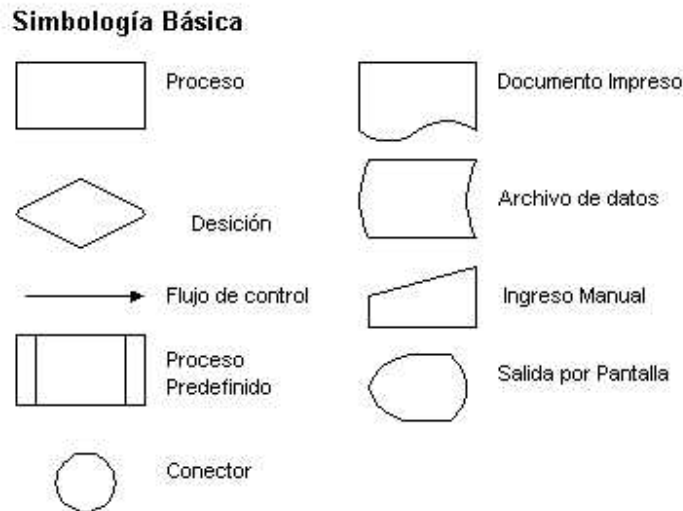 Simbología Básica
Proceso
Documento Impreso
Desición
Archivo de datos
Flujo de control
Ingreso Manual
Proceso
Predefinido
Salida por Pantalla
Conector